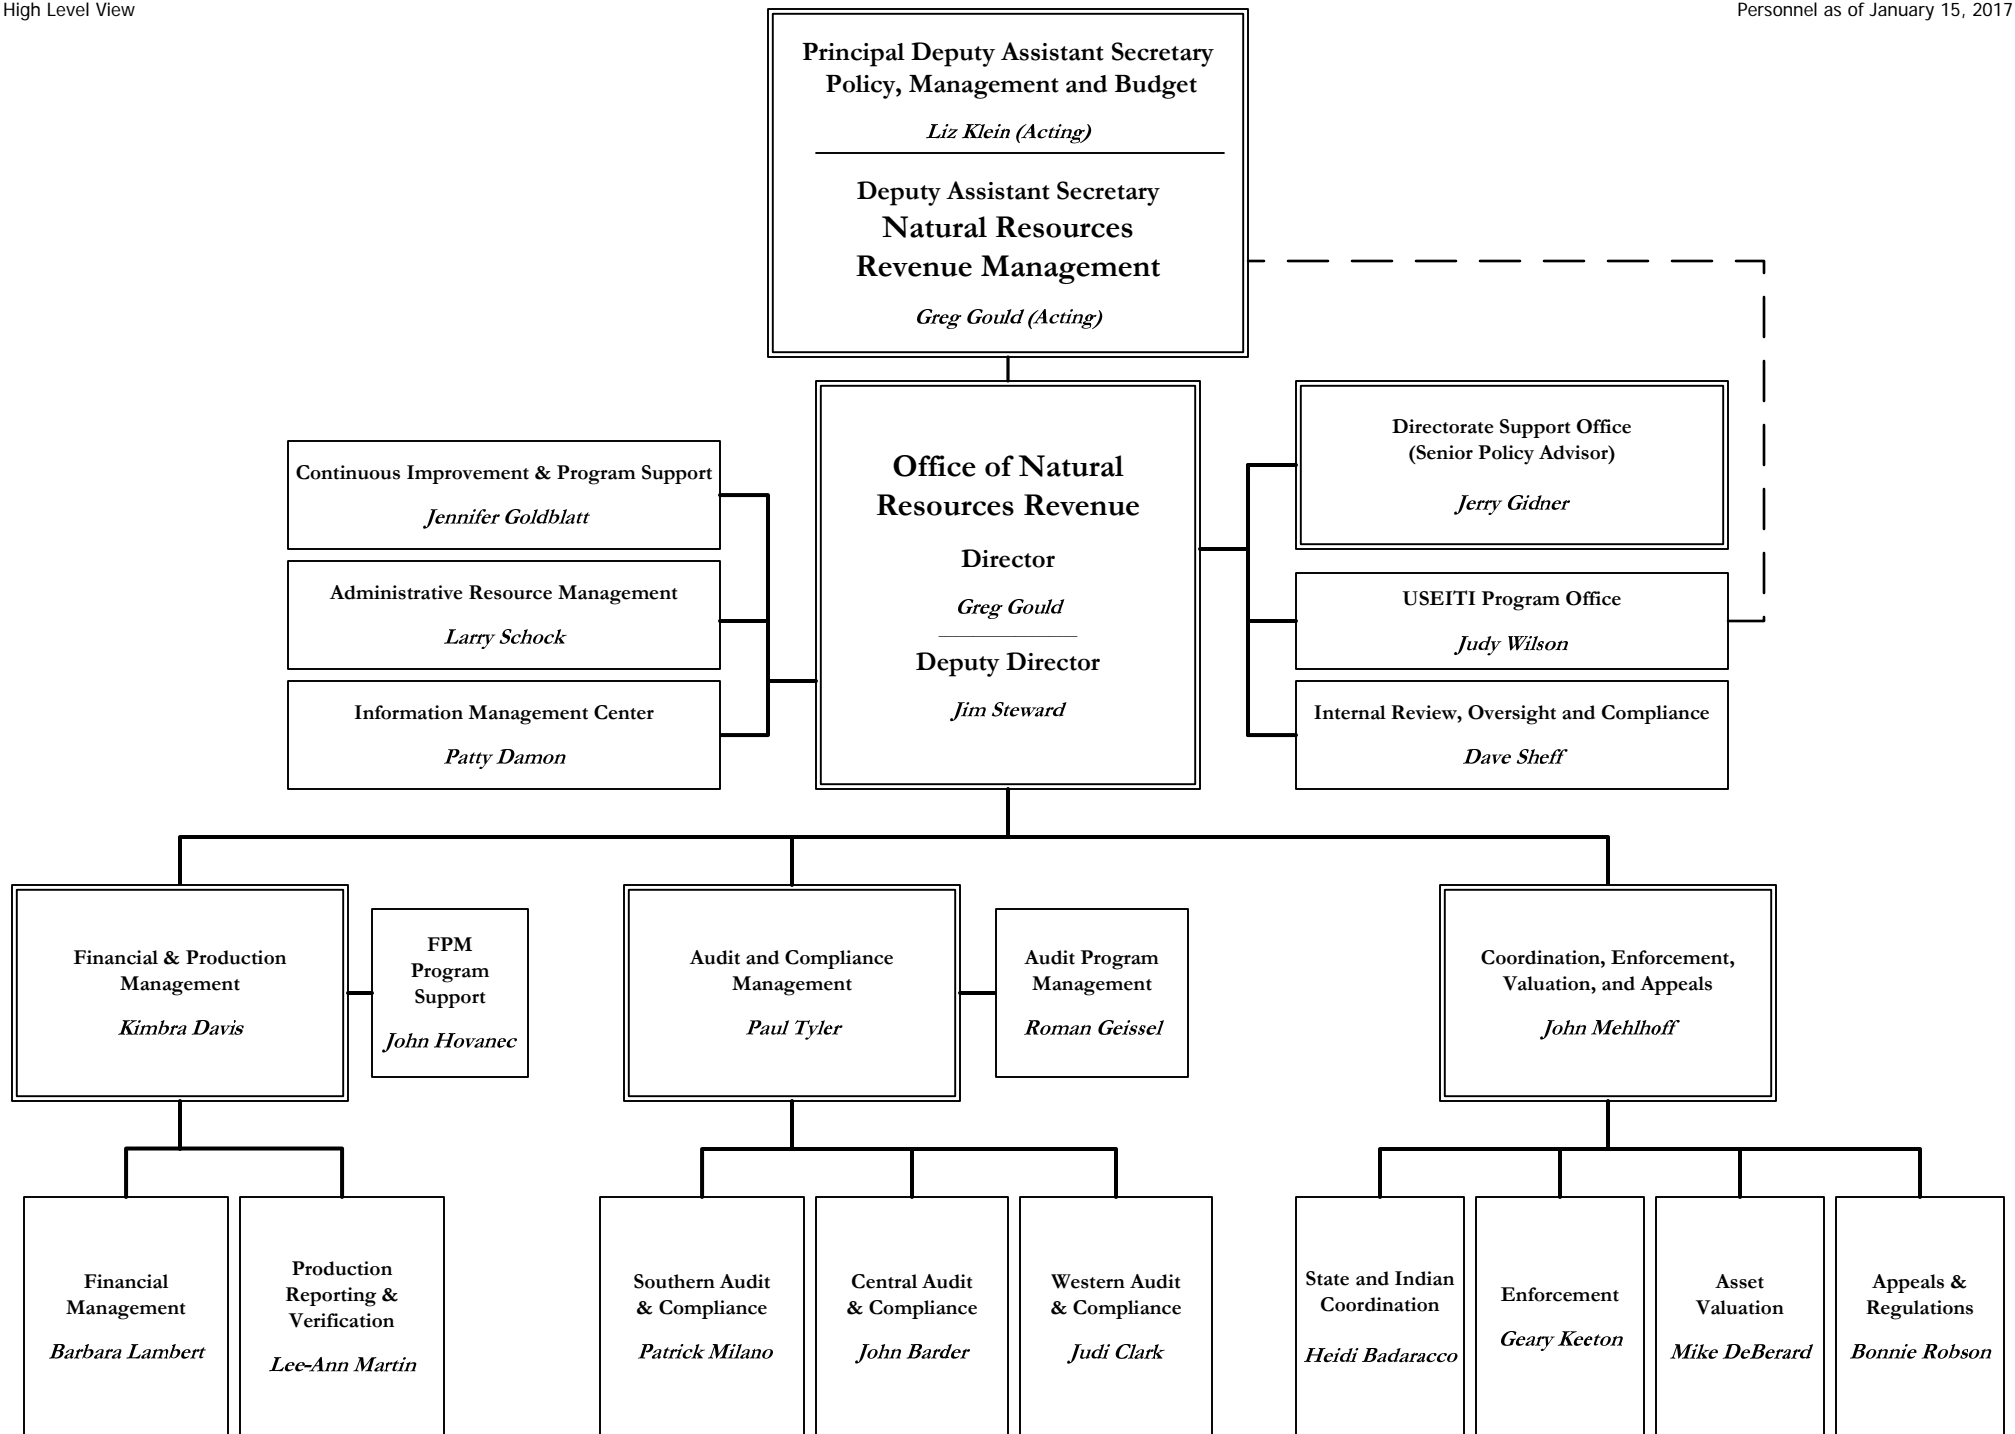 High Level View
Personnel as of January 15, 2017
Principal Deputy Assistant Secretary
Policy, Management and Budget
Liz Klein (Acting)
Deputy Assistant Secretary
Natural Resources
Revenue Management
Greg Gould (Acting)
Continuous Improvement & Program Support
Jennifer Goldblatt
Administrative Resource Management
Larry Schock
Information Management Center
Patty Damon
Office of Natural
Resources Revenue
Director
Greg Gould
Deputy Director
Jim Steward
Directorate Support Office
(Senior Policy Advisor)
Jerry Gidner
USEITI Program Office
Judy Wilson
Internal Review, Oversight and Compliance
Dave Sheff
Financial & Production
Management
Kimbra Davis
FPM
Program
Support
John Hovanec
Audit and Compliance
Management
Paul Tyler
Audit Program
Management
Roman Geissel
Coordination, Enforcement,
Valuation, and Appeals
John Mehlhoff
Financial
Management
Barbara Lambert
Production
Reporting &
Verification
Lee-Ann Martin
Southern Audit
& Compliance
Patrick Milano
Central Audit
& Compliance
John Barder
Western Audit
& Compliance
Judi Clark
State and Indian
Coordination
Heidi Badaracco
Enforcement
Geary Keeton
Asset
Valuation
Mike DeBerard
Appeals &
Regulations
Bonnie Robson